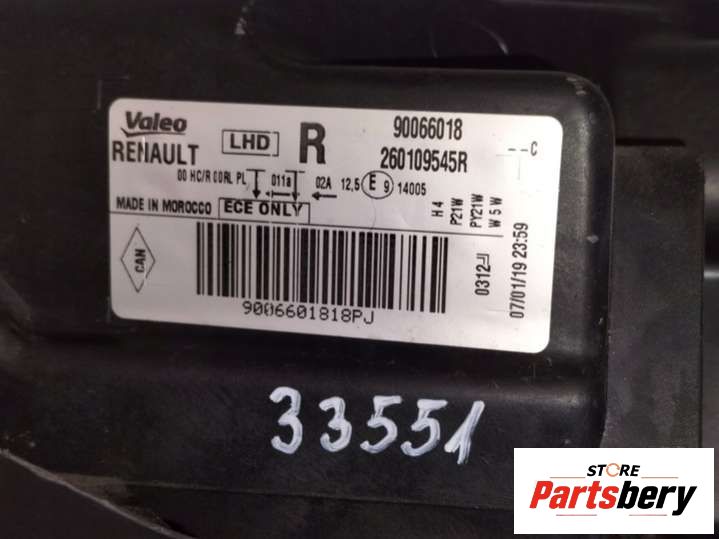 Valeo
RENAULT
LHD
R
90066018
260109545R
--C
00 HC/R CORL PL 011a 02A 12,5 E 9 14005
MADE IN MOROCCO
ECE ONLY
H4
P21W
PY21W
W5W
CAN
0312
07/01/19 23:59
9006601818PJ
33551
STORE
Partsbery